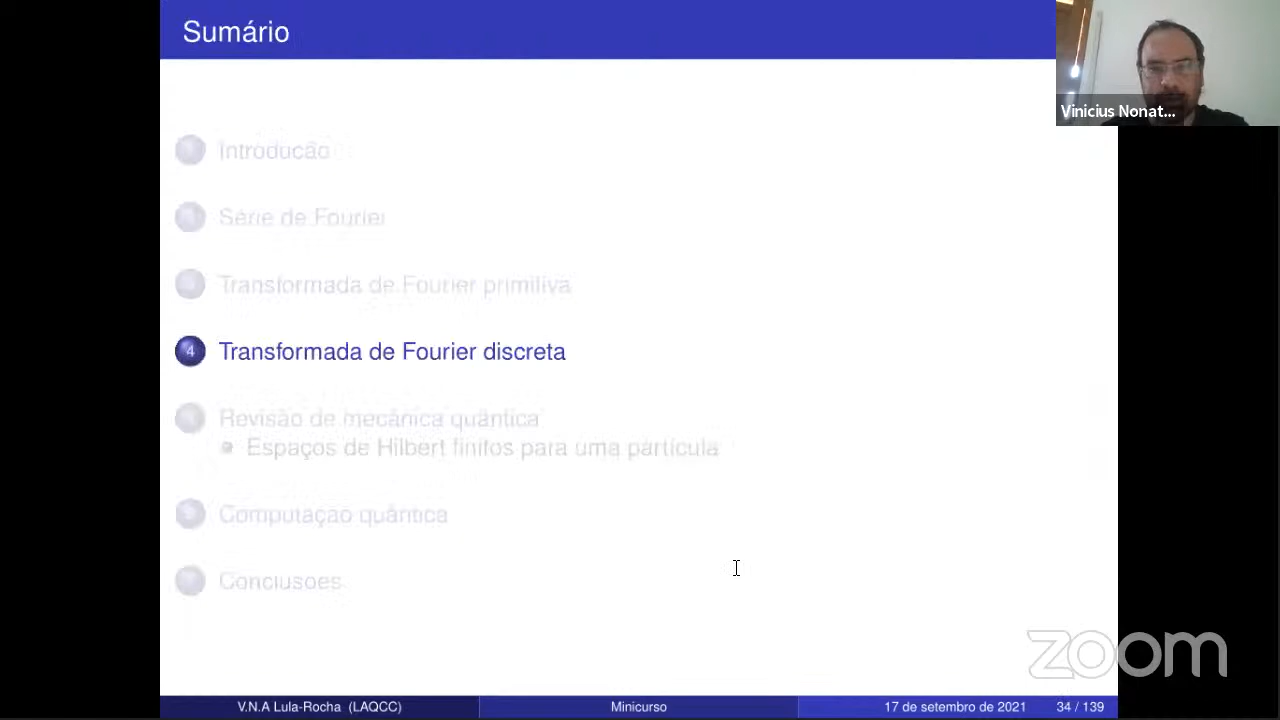 Sumário
Vinicius Nonat...
Introdução
Série de Fourier
Transformada de Fourier primitiva
4 Transformada de Fourier discreta
Revisão de mecânica quântica
Espaços de Hilbert finitos para uma partícula
Computação quântica
Conclusões
zoom
V.N.A Lula-Rocha (LAQCC)
Minicurso
17 de setembro de 2021
34 / 139